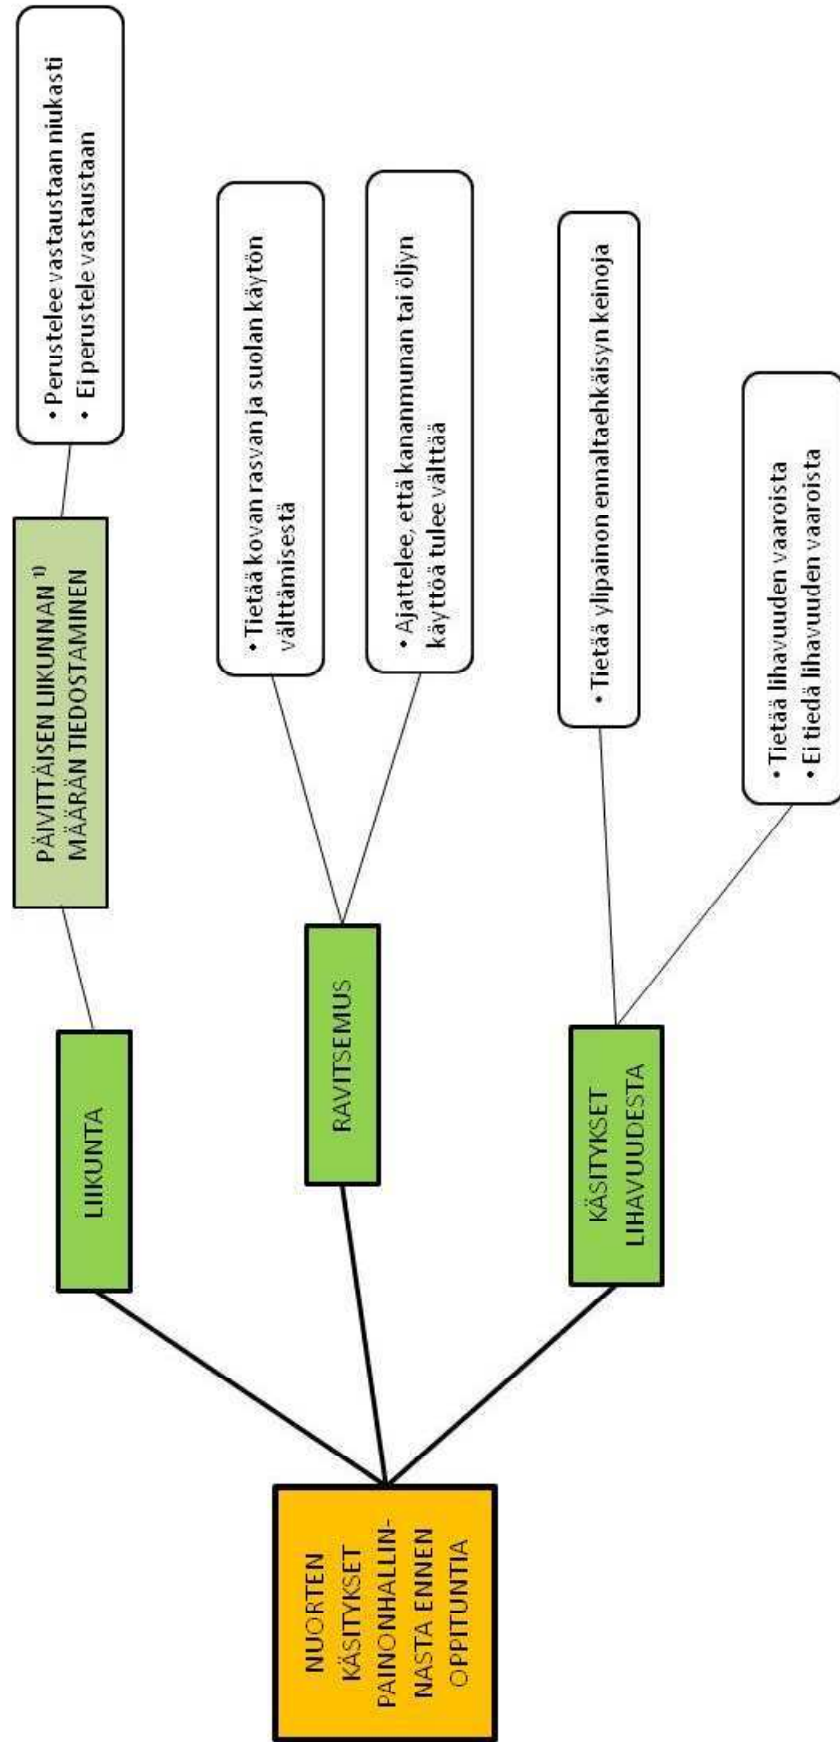 NUORTEN
KÄSITYKSET
PAINONHALLIN-
NASTA ENNEN
OPPITUNTIA
LIIKUNTA
PÄIVITTÄISEN LIIKUNNAN 1)
MÄÄRÄN TIEDOSTAMINEN
• Perustelee vastaustaan niukasti
• Ei perustele vastaustaan
RAVITSEMUS
• Tietää kovan rasvan ja suolan käytön
välttämisestä
• Ajattelee, että kananmunan tai öljyn
käyttöä tulee välttää
KÄSITYKSET
LIHAVUUDESTA
• Tietää ylipainon ennaltaehkäisyn keinoja
• Tietää lihavuuden vaaroista
• Ei tiedä lihavuuden vaaroista